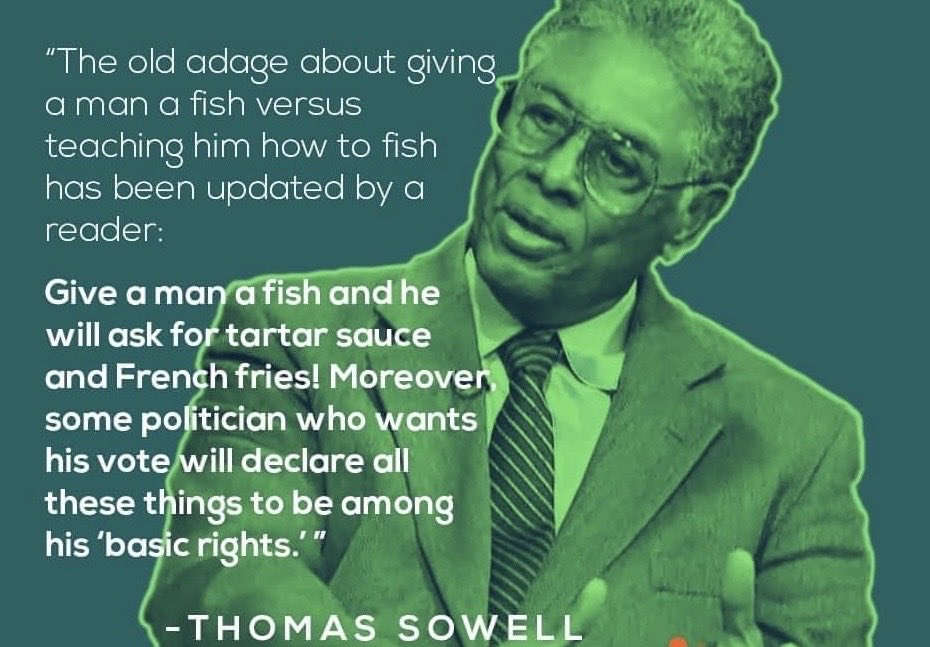 “The old adage about giving
a man a fish versus
teaching him how to fish
has been updated by a
reader:
Give a man a fish and he
will ask for tartar sauce
and French fries! Moreover,
some politician who wants
his vote will declare all
these things to be among
his ‘basic rights.’ ”
-THOMAS SOWELL